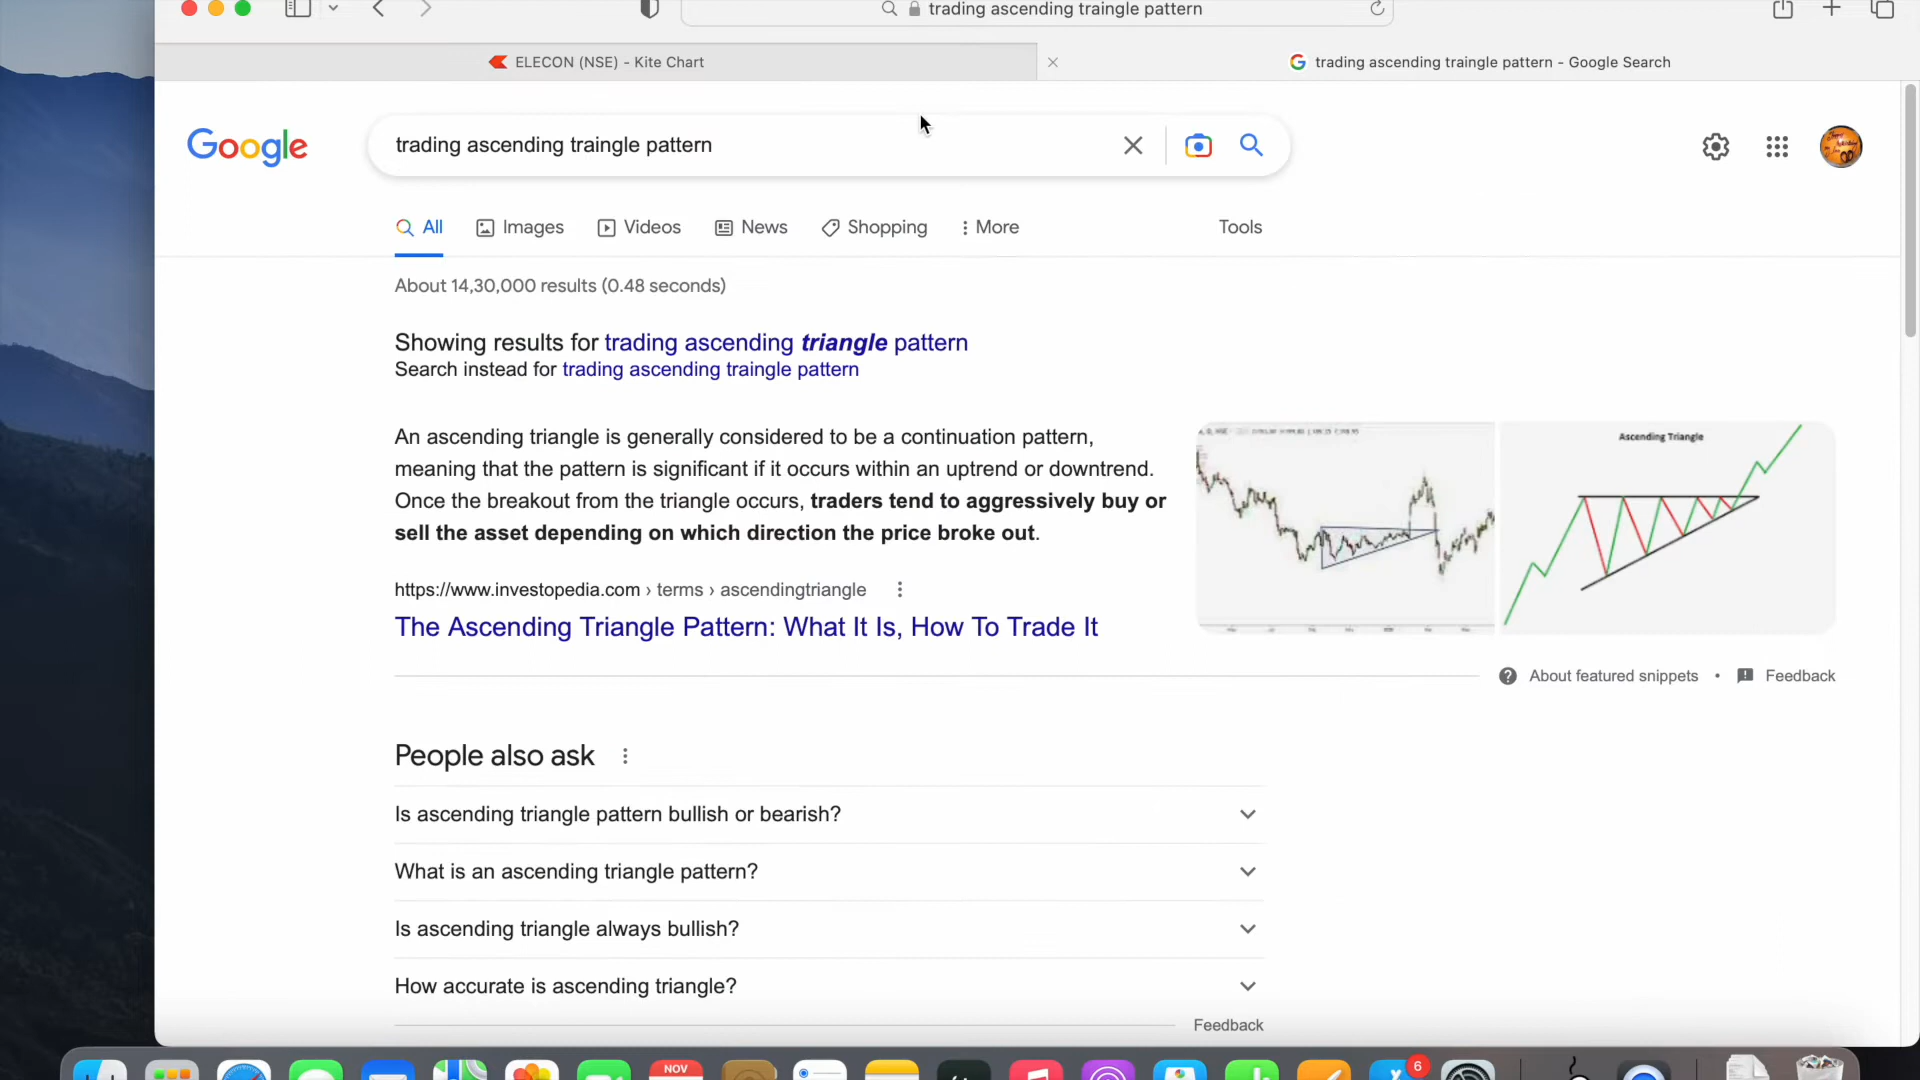 trading ascending traingle pattern
ELECON (NSE) - Kite Chart
trading ascending traingle pattern - Google Search
Google
trading ascending traingle pattern
All
Images
Videos
News
Shopping
More
Tools
About 14,30,000 results (0.48 seconds)
Showing results for trading ascending triangle pattern
Search instead for trading ascending traingle pattern
An ascending triangle is generally considered to be a continuation pattern,
meaning that the pattern is significant if it occurs within an uptrend or downtrend.
Once the breakout from the triangle occurs, traders tend to aggressively buy or
sell the asset depending on which direction the price broke out.
Ascending Triangle
https://www.investopedia.com › terms › ascendingtriangle
The Ascending Triangle Pattern: What It Is, How To Trade It
About featured snippets • Feedback
People also ask
Is ascending triangle pattern bullish or bearish?
What is an ascending triangle pattern?
Is ascending triangle always bullish?
How accurate is ascending triangle?
Feedback
NOV
6